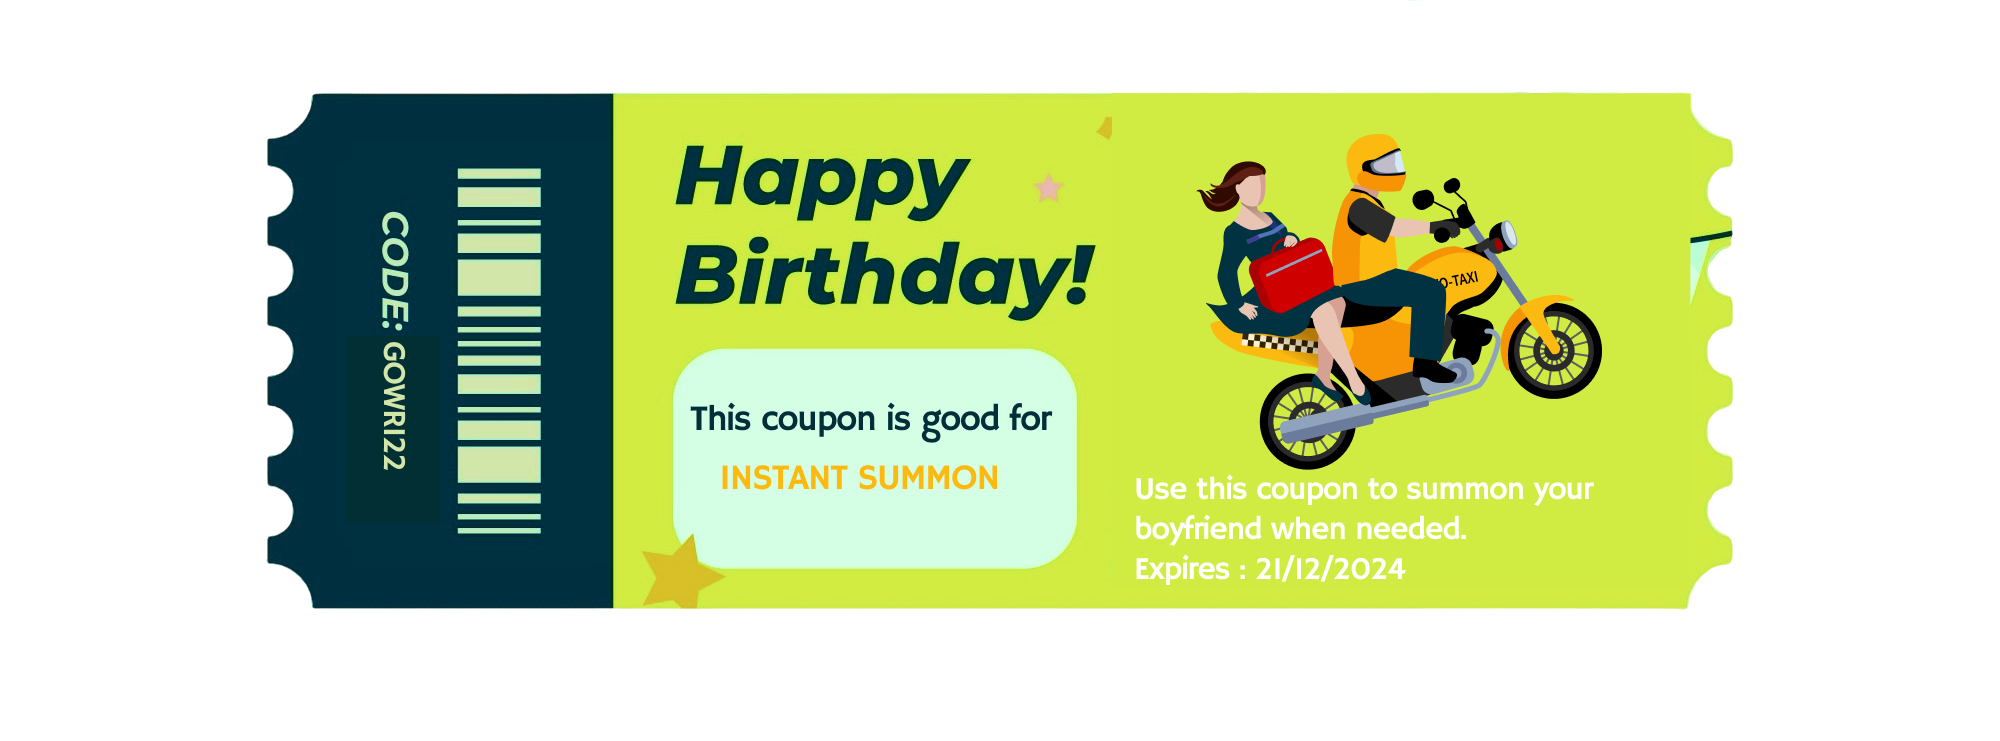 CODE: GOWRI22
Happy
Birthday!
This coupon is good for
INSTANT SUMMON
O-TAXI
Use this coupon to summon your
boyfriend when needed.
Expires : 21/12/2024